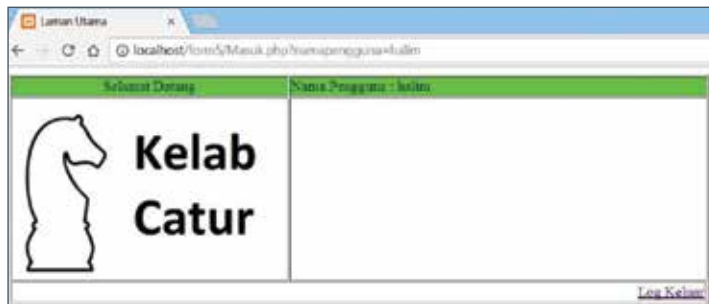 Laman Utama
localhost/form5/Masuk.php?namapengguna=halim
Selamat Datang
Nama Pengguna : halim
Kelab
Catur
Log Keluar